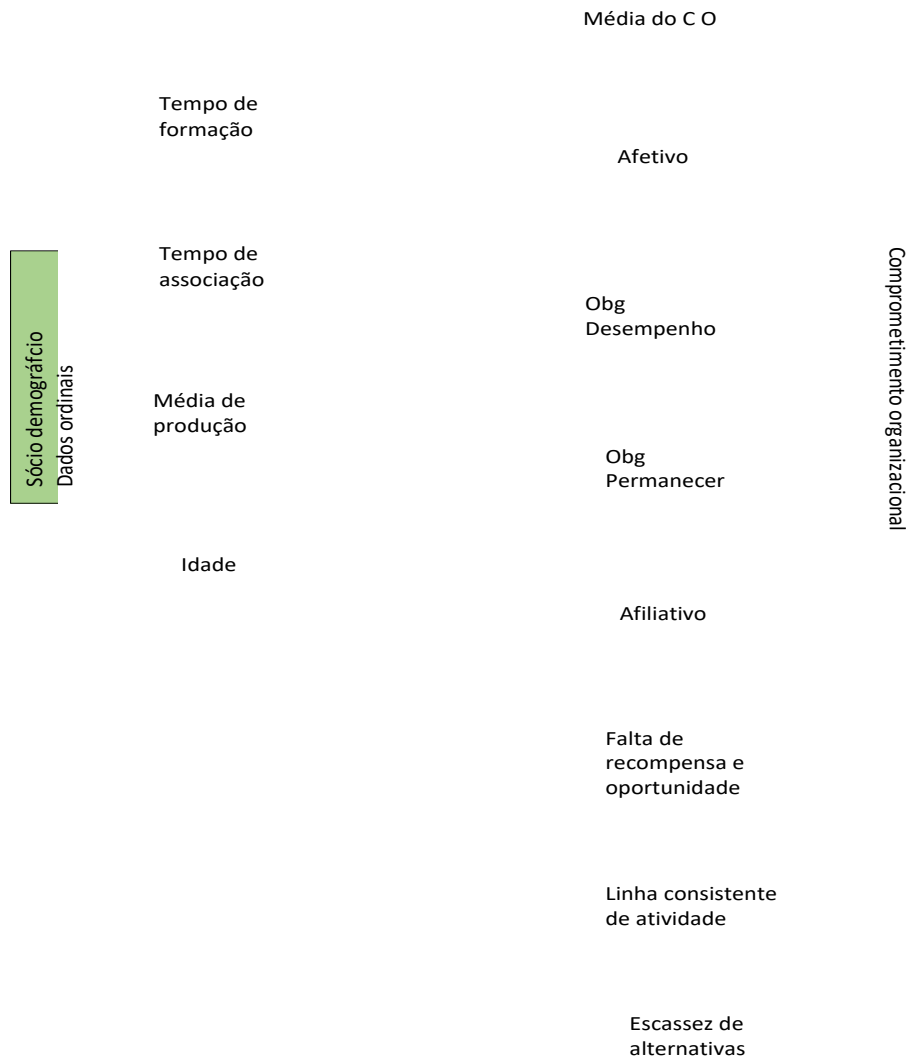 Média do C O
Tempo de
formação
Afetivo
Tempo de
associação
Obg
Desempenho
Média de
produção
Obg
Permanecer
Idade
Afiliativo
Falta de
recompensa e
oportunidade
Linha consistente
de atividade
Escassez de
alternativas
Sócio demográfcio
Dados ordinais
Comprometimento organizacional